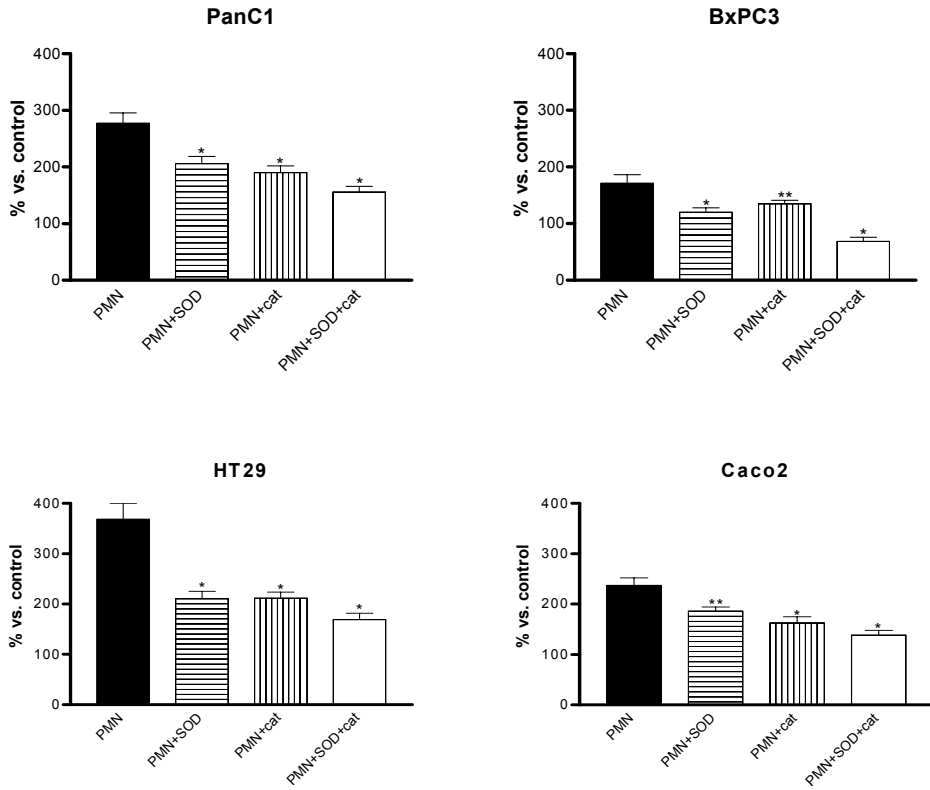 PanC1
% vs. control
400
300
200
100
0
*
*
*
PMN
PMN+SOD
PMN+cat
PMN+SOD+cat
BxPC3
% vs. control
400
300
200
100
0
*
**
*
PMN
PMN+SOD
PMN+cat
PMN+SOD+cat
HT29
% vs. control
400
300
200
100
0
*
*
*
PMN
PMN+SOD
PMN+cat
PMN+SOD+cat
Caco2
% vs. control
400
300
200
100
0
**
*
*
PMN
PMN+SOD
PMN+cat
PMN+SOD+cat